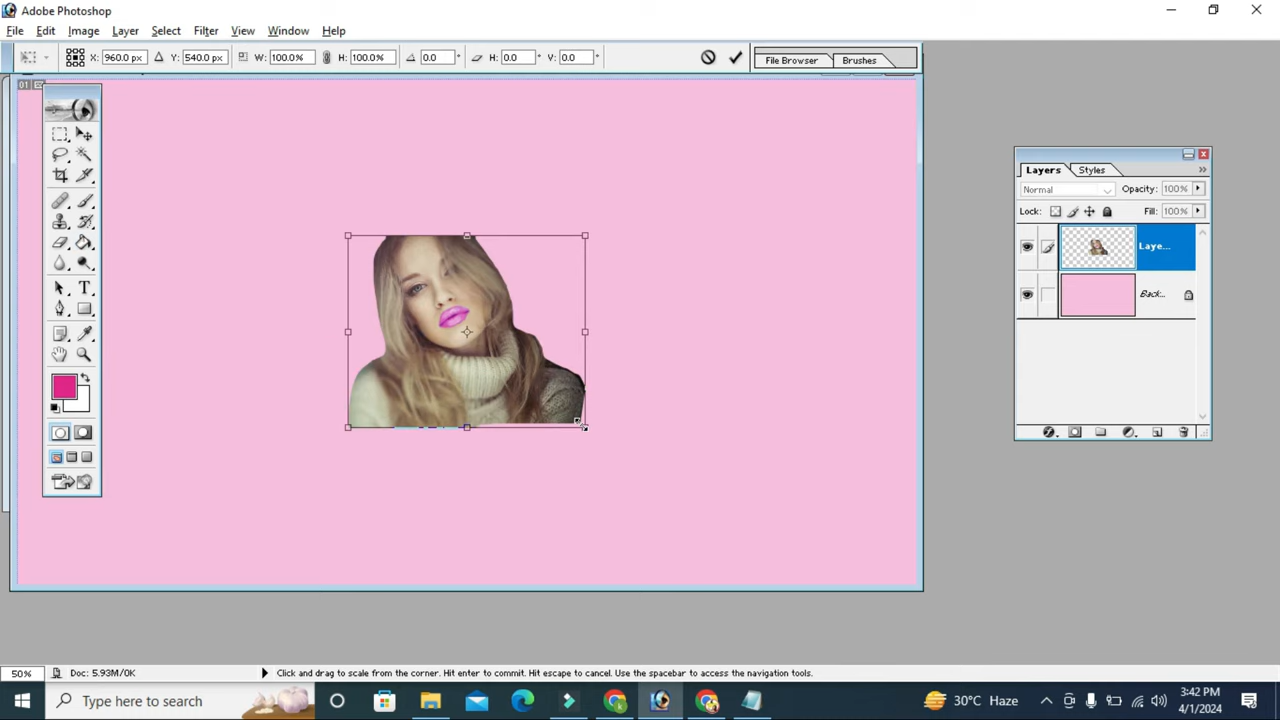 Adobe Photoshop
File Edit Image Layer Select Filter View Window Help
X: 960.0 px Y: 540.0 px W: 100.0% H: 100.0% 0.0 ° H: 0.0 ° V: 0.0 ° File Browser Brushes
01
Layers Styles
Normal Opacity: 100%
Lock: Fill: 100%
Laye...
Back...
T
50% Doc: 5.93M/0K Click and drag to scale from the corner. Hit enter to commit. Hit escape to cancel. Use the spacebar to access the navigation tools.
Type here to search 30°C Haze 3:42 PM
4/1/2024